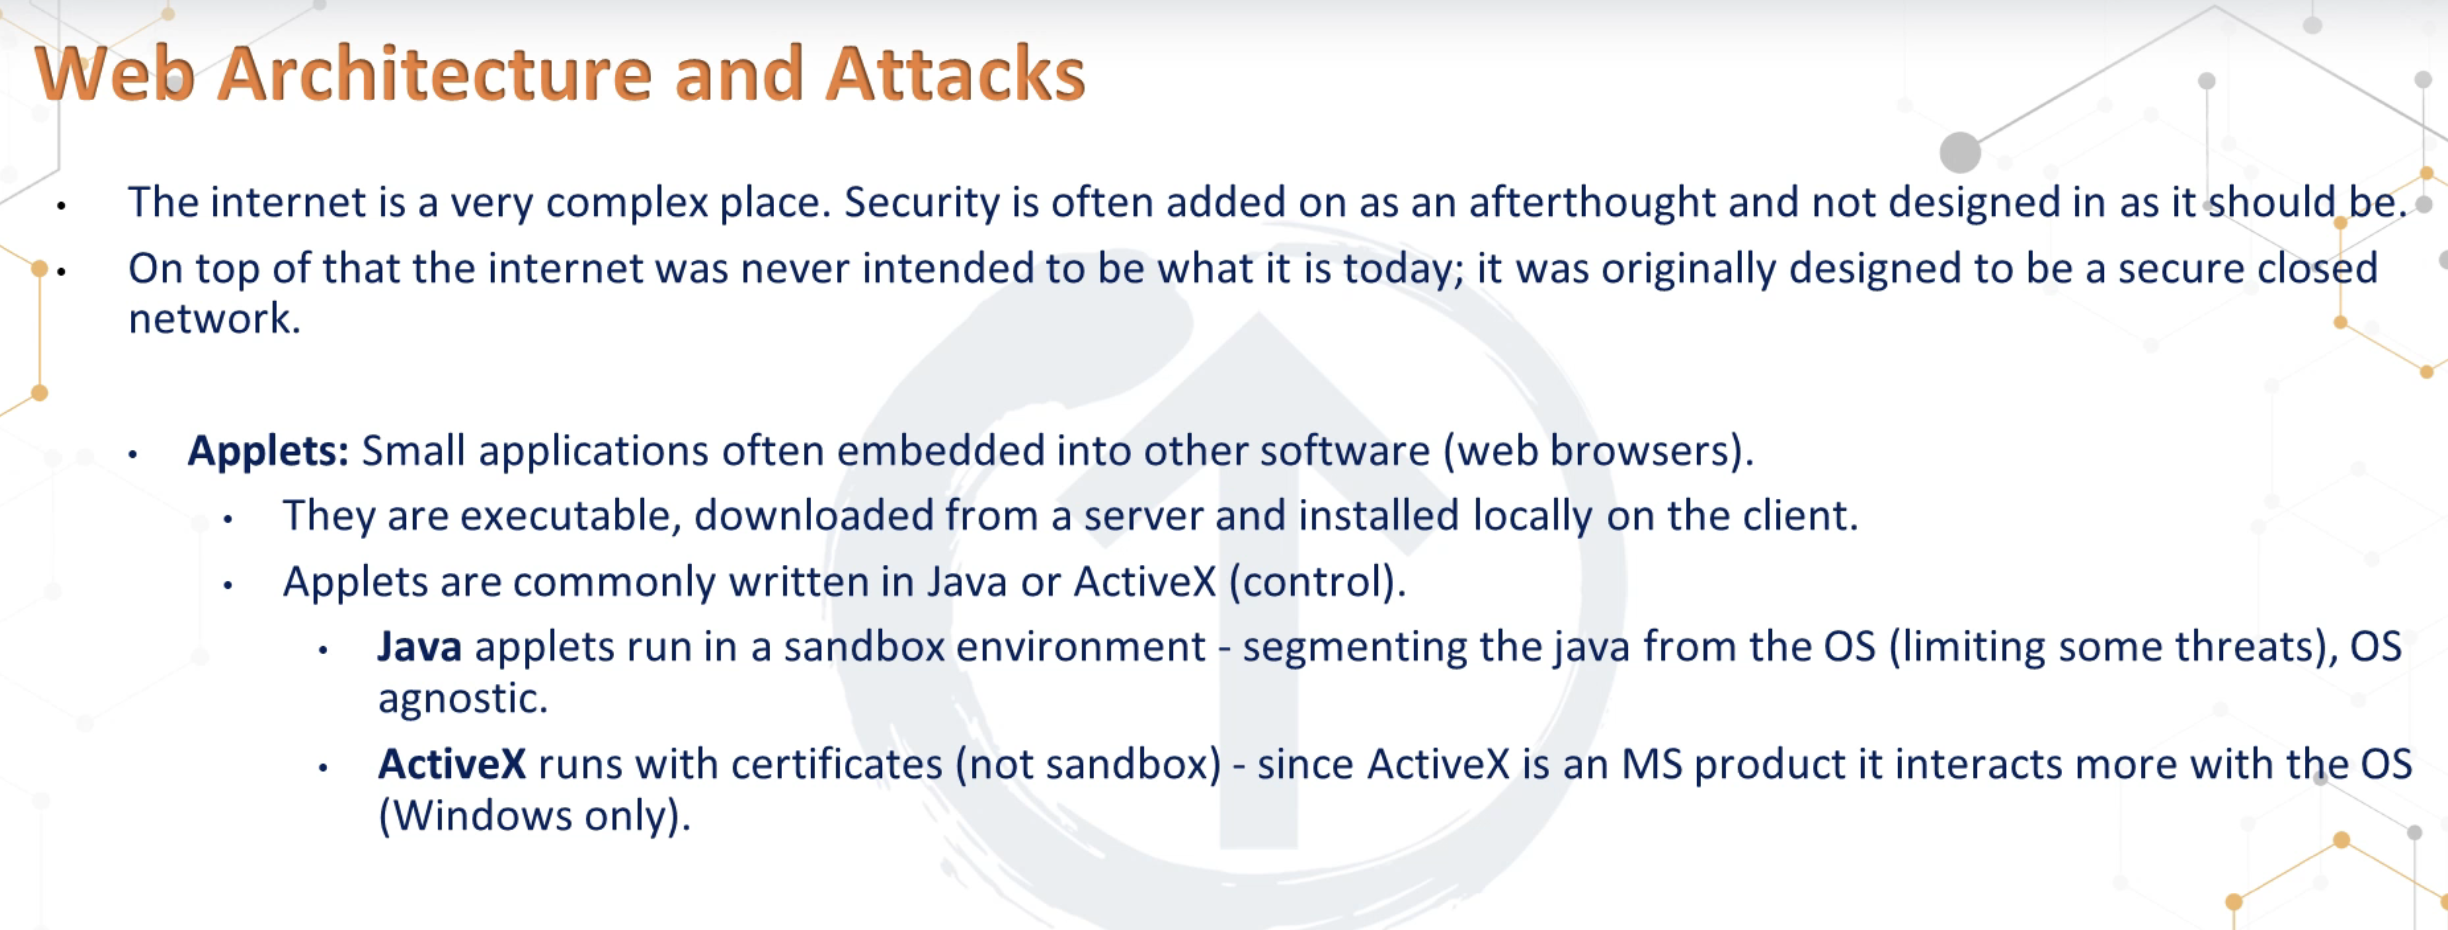 Web Architecture and Attacks
• The internet is a very complex place. Security is often added on as an afterthought and not designed in as it should be.
• On top of that the internet was never intended to be what it is today; it was originally designed to be a secure closed
network.
• Applets: Small applications often embedded into other software (web browsers).
• They are executable, downloaded from a server and installed locally on the client.
• Applets are commonly written in Java or ActiveX (control).
• Java applets run in a sandbox environment - segmenting the java from the OS (limiting some threats), OS
agnostic.
• ActiveX runs with certificates (not sandbox) - since ActiveX is an MS product it interacts more with the OS
(Windows only).